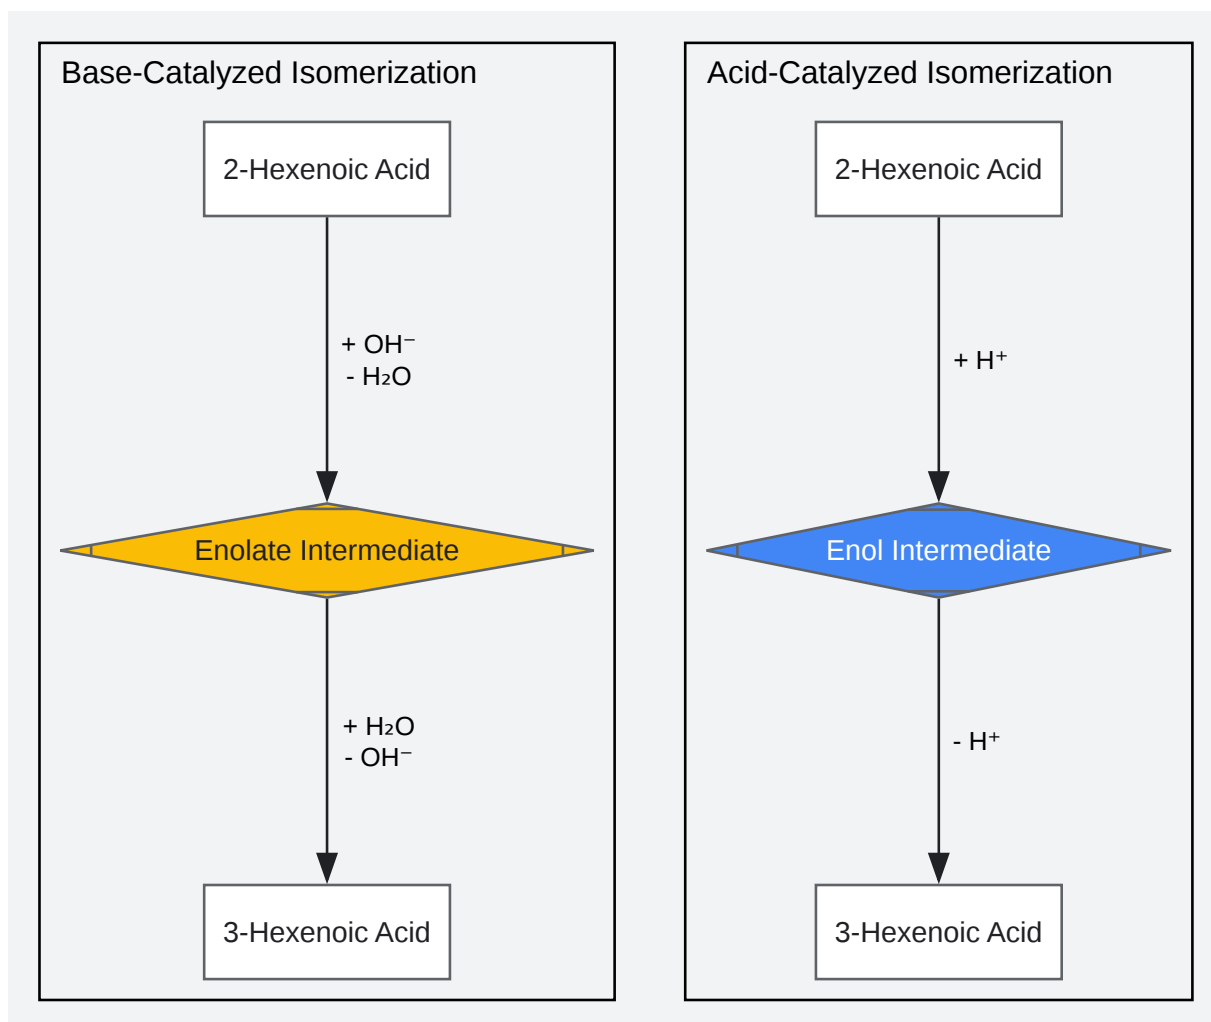 Base-Catalyzed Isomerization
2-Hexenoic Acid
+ OH⁻
- H₂O
Enolate Intermediate
+ H₂O
- OH⁻
3-Hexenoic Acid
Acid-Catalyzed Isomerization
2-Hexenoic Acid
+ H⁺
Enol Intermediate
- H⁺
3-Hexenoic Acid